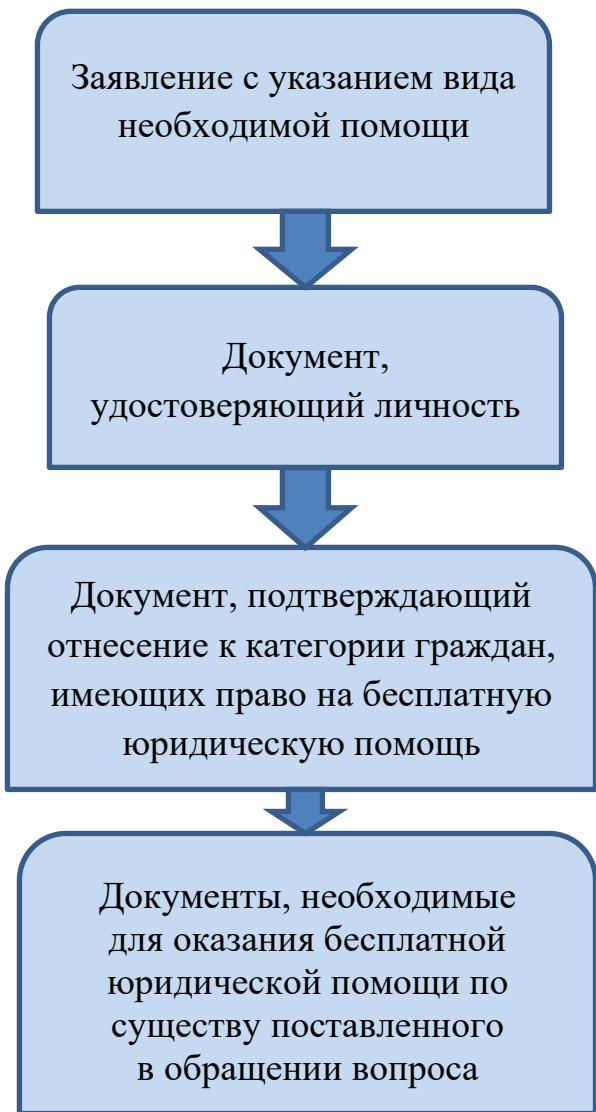 Заявление с указанием вида
необходимой помощи
Документ,
удостоверяющий личность
Документ, подтверждающий
отнесение к категории граждан,
имеющих право на бесплатную
юридическую помощь
Документы, необходимые
для оказания бесплатной
юридической помощи по
существу поставленного
в обращении вопроса